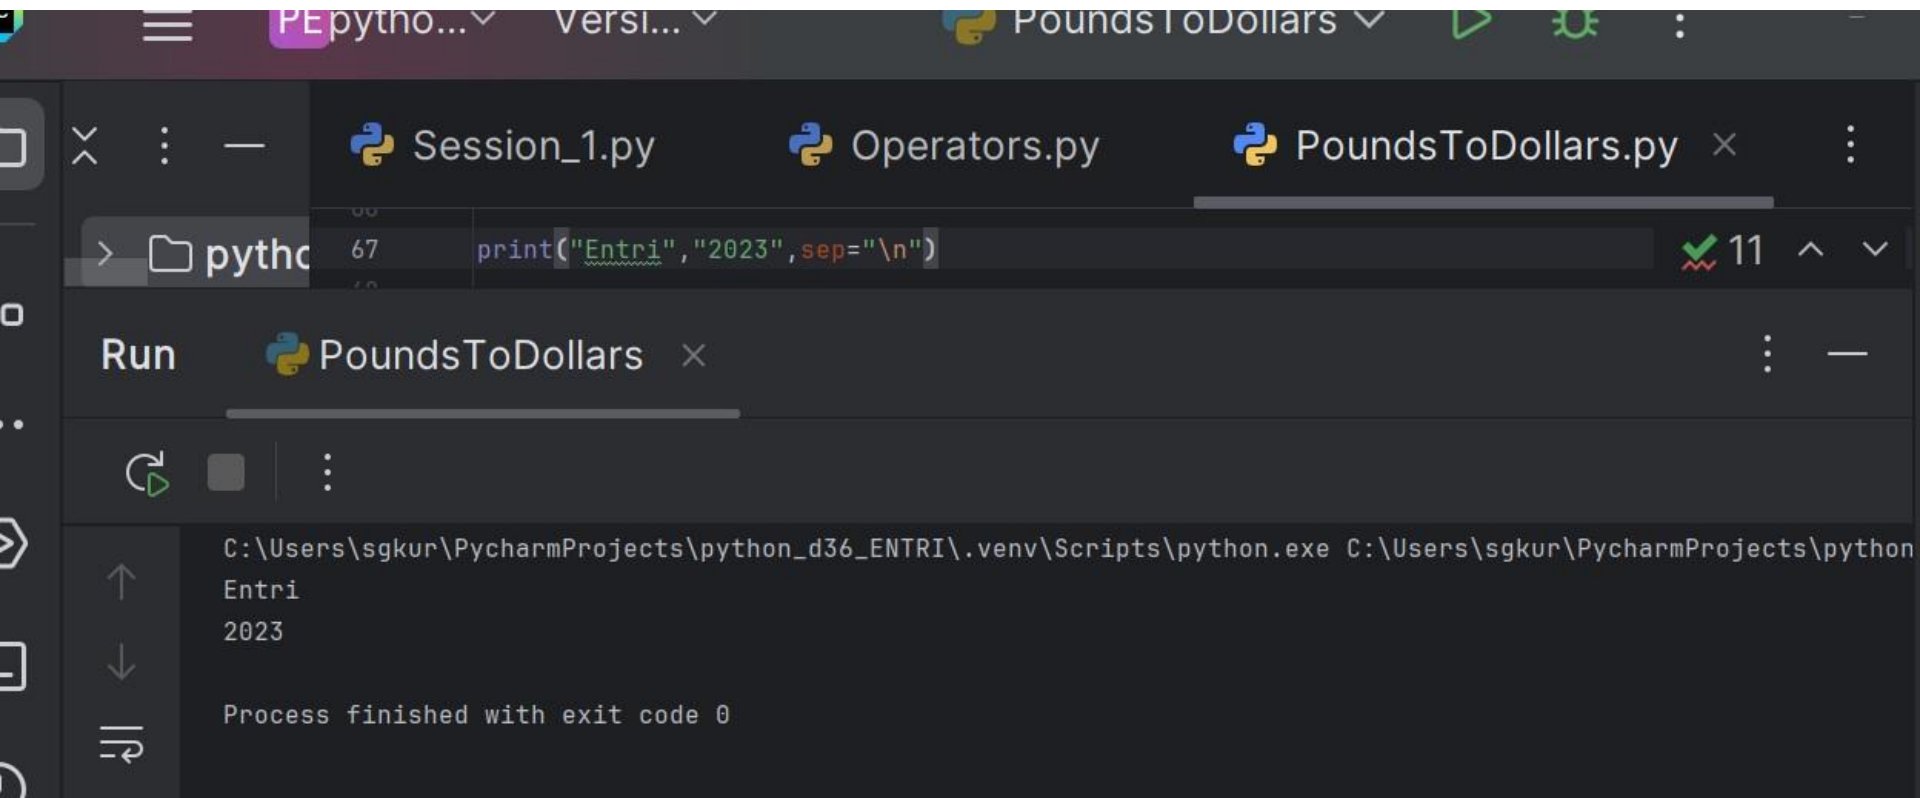 PE pytho... Versi... PoundsToDollars
Session_1.py Operators.py PoundsToDollars.py
67 print("Entri","2023",sep="\n") 11
pythc
Run PoundsToDollars
C:\Users\sgkur\PycharmProjects\python_d36_ENTRI\.venv\Scripts\python.exe C:\Users\sgkur\PycharmProjects\python
Entri
2023
Process finished with exit code 0